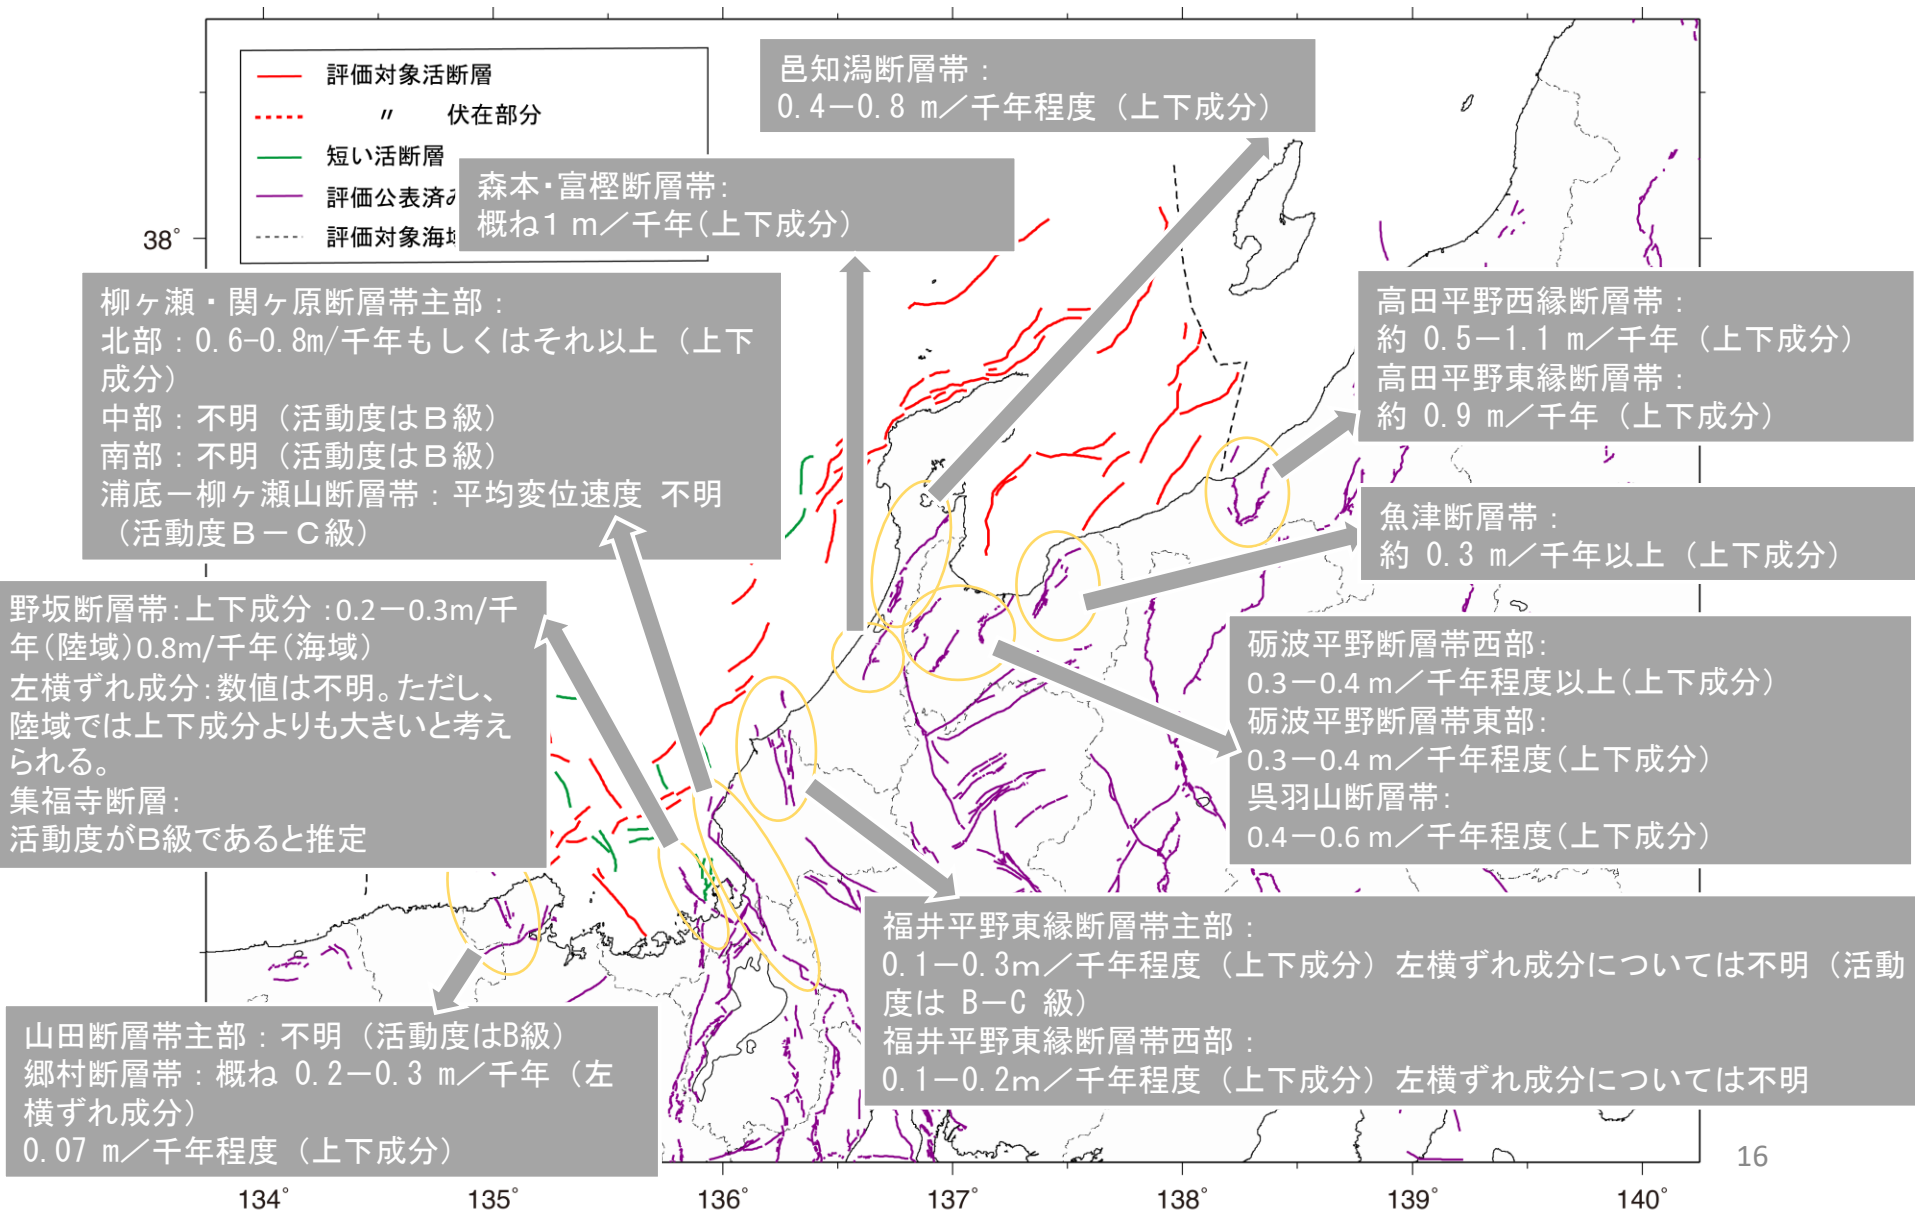 評価対象活断層
〃 伏在部分
短い活断層
評価公表済み
評価対象海域
邑知潟断層帯：
0.4－0.8 m／千年程度（上下成分）
森本・富樫断層帯：
概ね1 m／千年（上下成分）
38°
柳ヶ瀬・関ヶ原断層帯主部：
北部：0.6-0.8m/千年もしくはそれ以上（上下
成分）
中部：不明（活動度はＢ級）
南部：不明（活動度はＢ級）
浦底－柳ヶ瀬山断層帯：平均変位速度 不明
（活動度Ｂ－Ｃ級）
高田平野西縁断層帯：
約 0.5－1.1 m／千年（上下成分）
高田平野東縁断層帯：
約 0.9 m／千年（上下成分）
魚津断層帯：
約 0.3 m／千年以上（上下成分）
野坂断層帯：上下成分：0.2－0.3m/千
年（陸域）0.8m/千年（海域）
左横ずれ成分：数値は不明。ただし、
陸域では上下成分よりも大きいと考え
られる。
集福寺断層：
活動度がB級であると推定
砺波平野断層帯西部：
0.3－0.4 m／千年程度以上（上下成分）
砺波平野断層帯東部：
0.3－0.4 m／千年程度（上下成分）
呉羽山断層帯：
0.4－0.6 m／千年程度（上下成分）
福井平野東縁断層帯主部：
0.1－0.3m／千年程度（上下成分）左横ずれ成分については不明（活動
度は B－C 級）
福井平野東縁断層帯西部：
0.1－0.2m／千年程度（上下成分）左横ずれ成分については不明
山田断層帯主部：不明（活動度はB級）
郷村断層帯：概ね 0.2－0.3 m／千年（左
横ずれ成分）
0.07 m／千年程度（上下成分）
16
134° 135° 136° 137° 138° 139° 140°